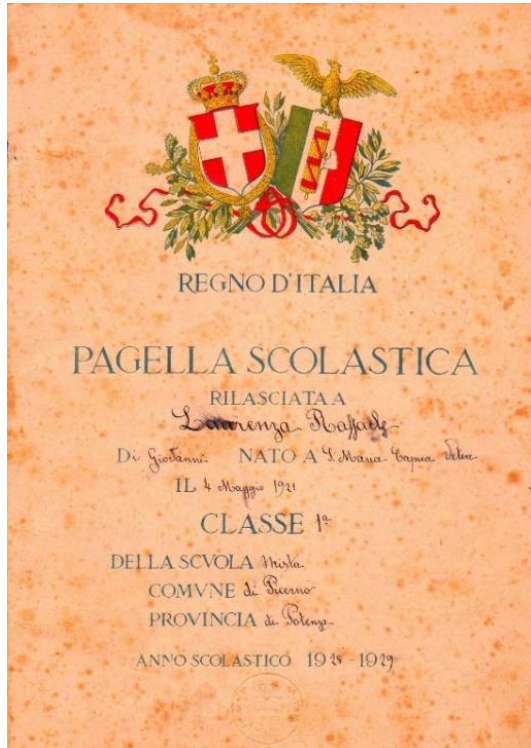 REGNO D'ITALIA
PAGELLA SCOLASTICA
RILASCIATA A
Laurenza Raffaele
Di Giovanni NATO A S. Maria Capua Vetere
IL 4 Maggio 1921
CLASSE 1ª
DELLA SCVOLA Mista
COMVNE di Picerno
PROVINCIA di Potenza
ANNO SCOLASTICO 1928-1929